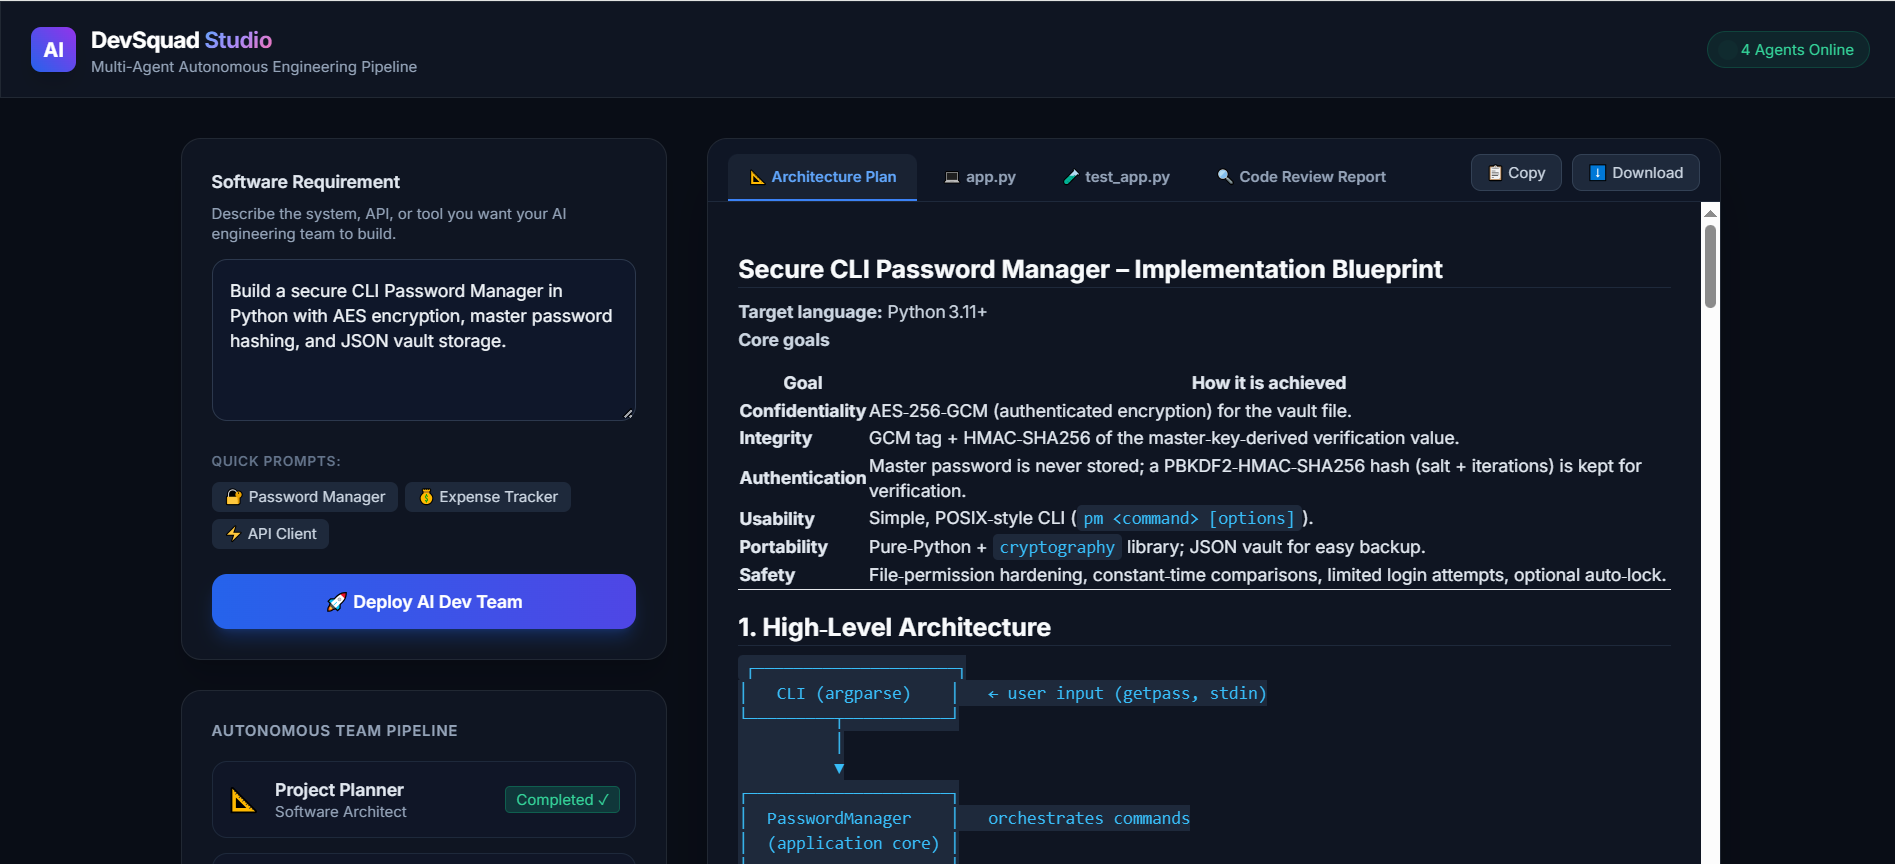 AI
DevSquad Studio
Multi-Agent Autonomous Engineering Pipeline
4 Agents Online
Software Requirement
Describe the system, API, or tool you want your AI
engineering team to build.
Build a secure CLI Password Manager in
Python with AES encryption, master password
hashing, and JSON vault storage.
QUICK PROMPTS:
Password Manager
Expense Tracker
API Client
Deploy AI Dev Team
AUTONOMOUS TEAM PIPELINE
Project Planner
Software Architect
Completed ✓
Architecture Plan
app.py
test_app.py
Code Review Report
Copy
Download
Secure CLI Password Manager – Implementation Blueprint
Target language: Python 3.11+
Core goals
Goal How it is achieved
Confidentiality AES-256-GCM (authenticated encryption) for the vault file.
Integrity GCM tag + HMAC-SHA256 of the master-key-derived verification value.
Authentication Master password is never stored; a PBKDF2-HMAC-SHA256 hash (salt + iterations) is kept for
verification.
Usability Simple, POSIX-style CLI ( pm <command> [options] ).
Portability Pure-Python + cryptography library; JSON vault for easy backup.
Safety File-permission hardening, constant-time comparisons, limited login attempts, optional auto-lock.
1. High-Level Architecture
CLI (argparse) ← user input (getpass, stdin)
PasswordManager orchestrates commands
(application core)